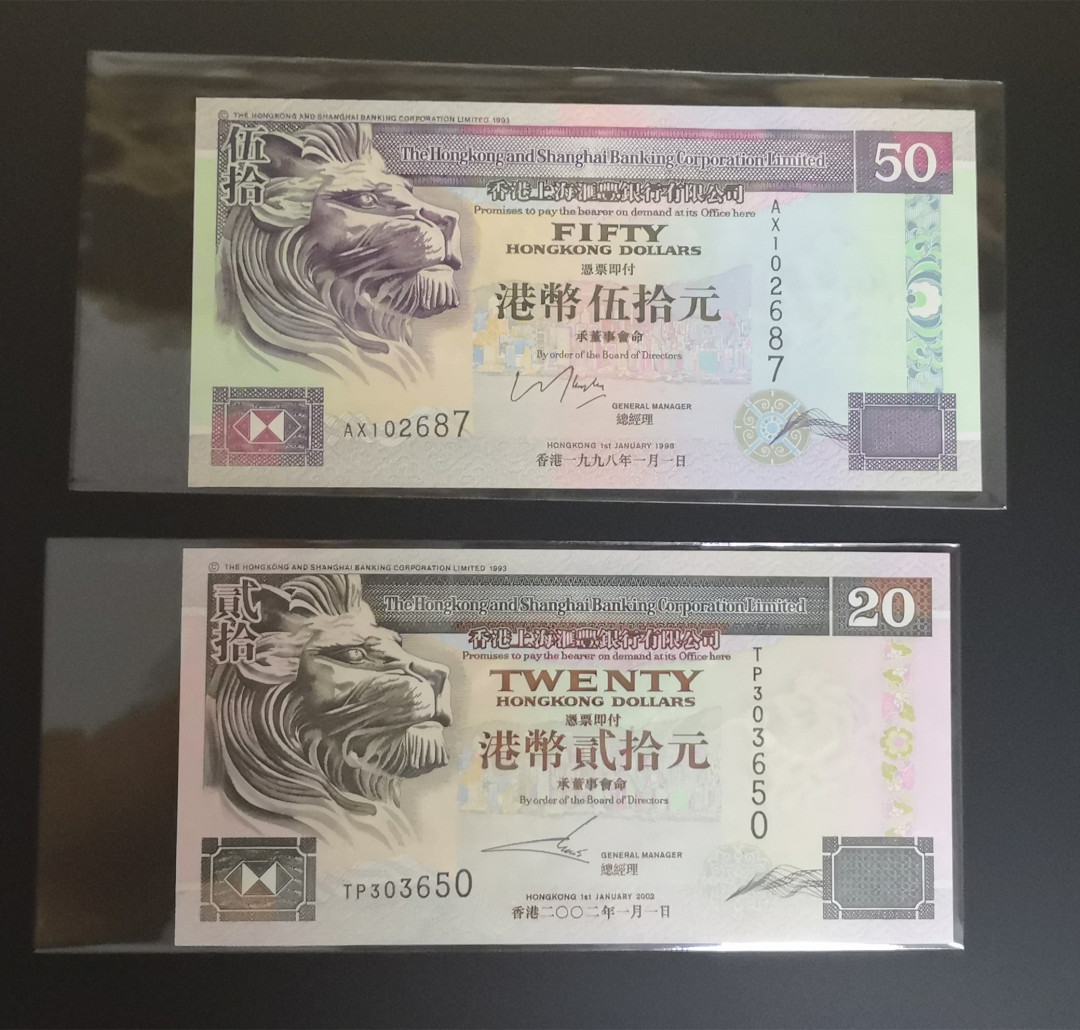 © THE HONGKONG AND SHANGHAI BANKING CORPORATION LIMITED 1993
伍拾
The Hongkong and Shanghai Banking Corporation Limited
50
香港上海滙豐銀行有限公司
Promises to pay the bearer on demand at its Office here
FIFTY
HONGKONG DOLLARS
憑票即付
港幣伍拾元
承董事會命
By order of the Board of Directors
AX102687
GENERAL MANAGER
總經理
AX102687
HONGKONG 1st JANUARY 1998
香港一九九八年一月一日
© THE HONGKONG AND SHANGHAI BANKING CORPORATION LIMITED 1993
貳拾
The Hongkong and Shanghai Banking Corporation Limited
20
香港上海滙豐銀行有限公司
Promises to pay the bearer on demand at its Office here
TWENTY
HONGKONG DOLLARS
憑票即付
港幣貳拾元
承董事會命
By order of the Board of Directors
TP303650
GENERAL MANAGER
總經理
TP303650
HONGKONG 1st JANUARY 2002
香港二〇〇二年一月一日